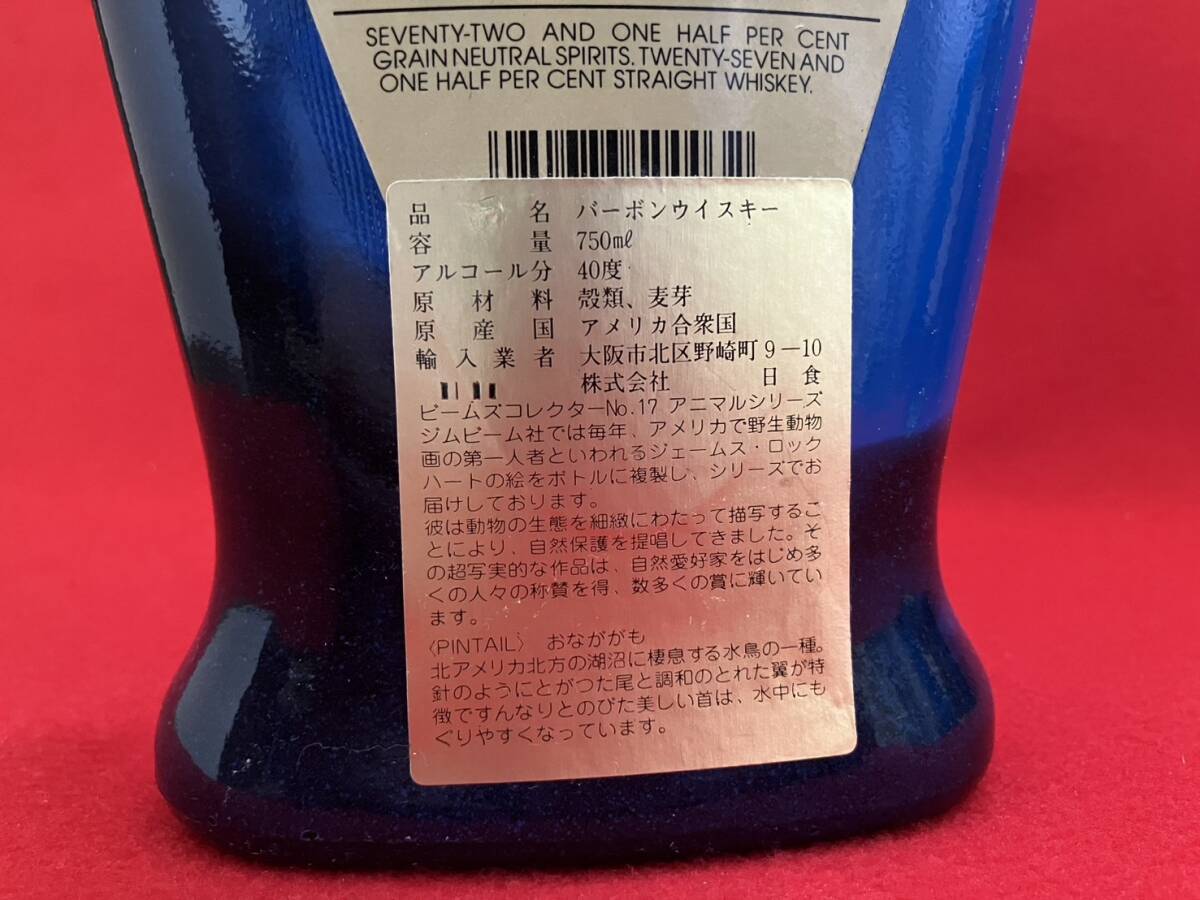 SEVENTY-TWO AND ONE HALF PER CENT
GRAIN NEUTRAL SPIRITS. TWENTY-SEVEN AND
ONE HALF PER CENT STRAIGHT WHISKEY.
品名 バーボンウイスキー
容量 750㎖
アルコール分 40度
原材料 殻類、麦芽
原産国 アメリカ合衆国
輸入業者 大阪市北区野崎町9-10
株式会社 日食
ビームズコレクターNo.17 アニマルシリーズ
ジムビーム社では毎年、アメリカで野生動物
画の第一人者といわれるジェームス・ロック
ハートの絵をボトルに複製し、シリーズでお
届けしております。
彼は動物の生態を細緻にわたって描写するこ
とにより、自然保護を提唱してきました。そ
の超写実的な作品は、自然愛好家をはじめ多
くの人々の称賛を得、数多くの賞に輝いてい
ます。
〈PINTAIL〉 おなががも
北アメリカ北方の湖沼に棲息する水鳥の一種。
針のようにとがつた尾と調和のとれた翼が特
徴ですんなりとのびた美しい首は、水中にも
ぐりやすくなっています。